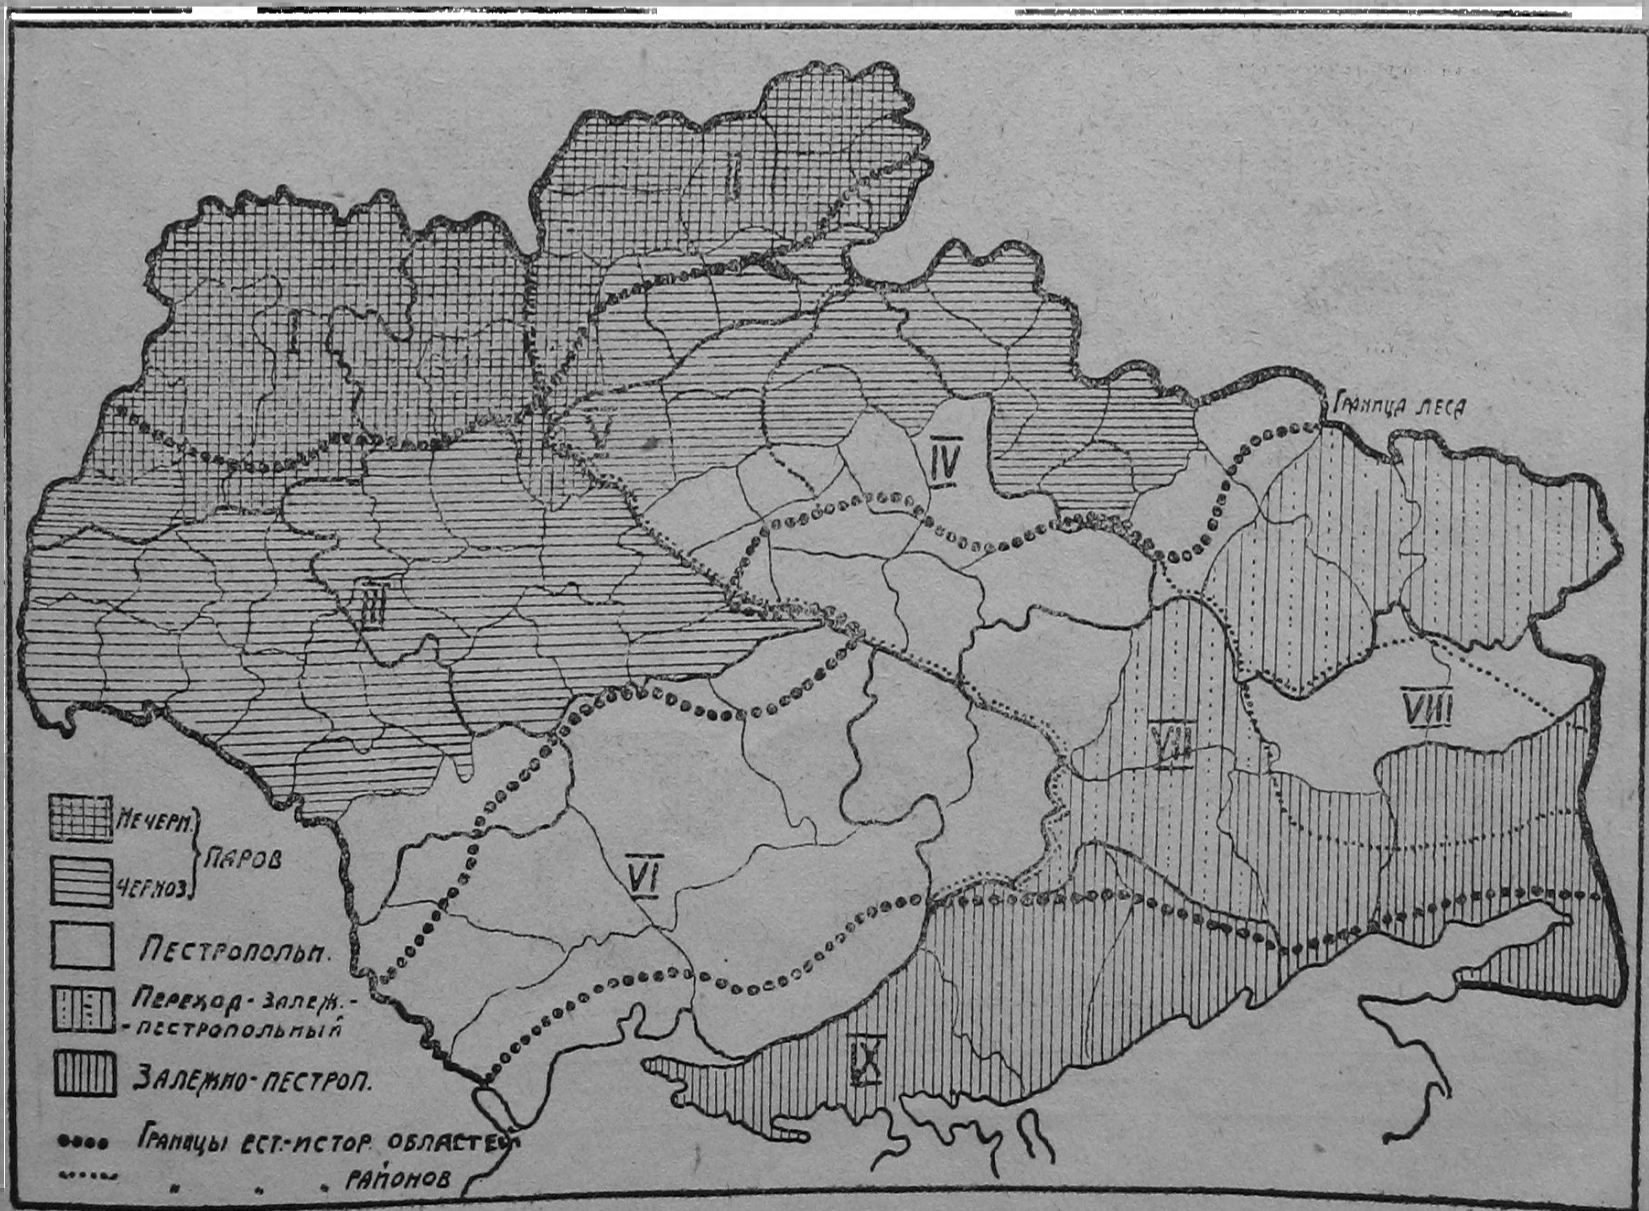 II
I
Граница леса
V
IV
III
VIII
VII
Нечерн.
Паров
Черноз.
VI
Пестропольн.
Переход-залеж.-
-пестропольный
IX
Залежно-пестроп.
Границы ест.-истор. областей
" " " районов